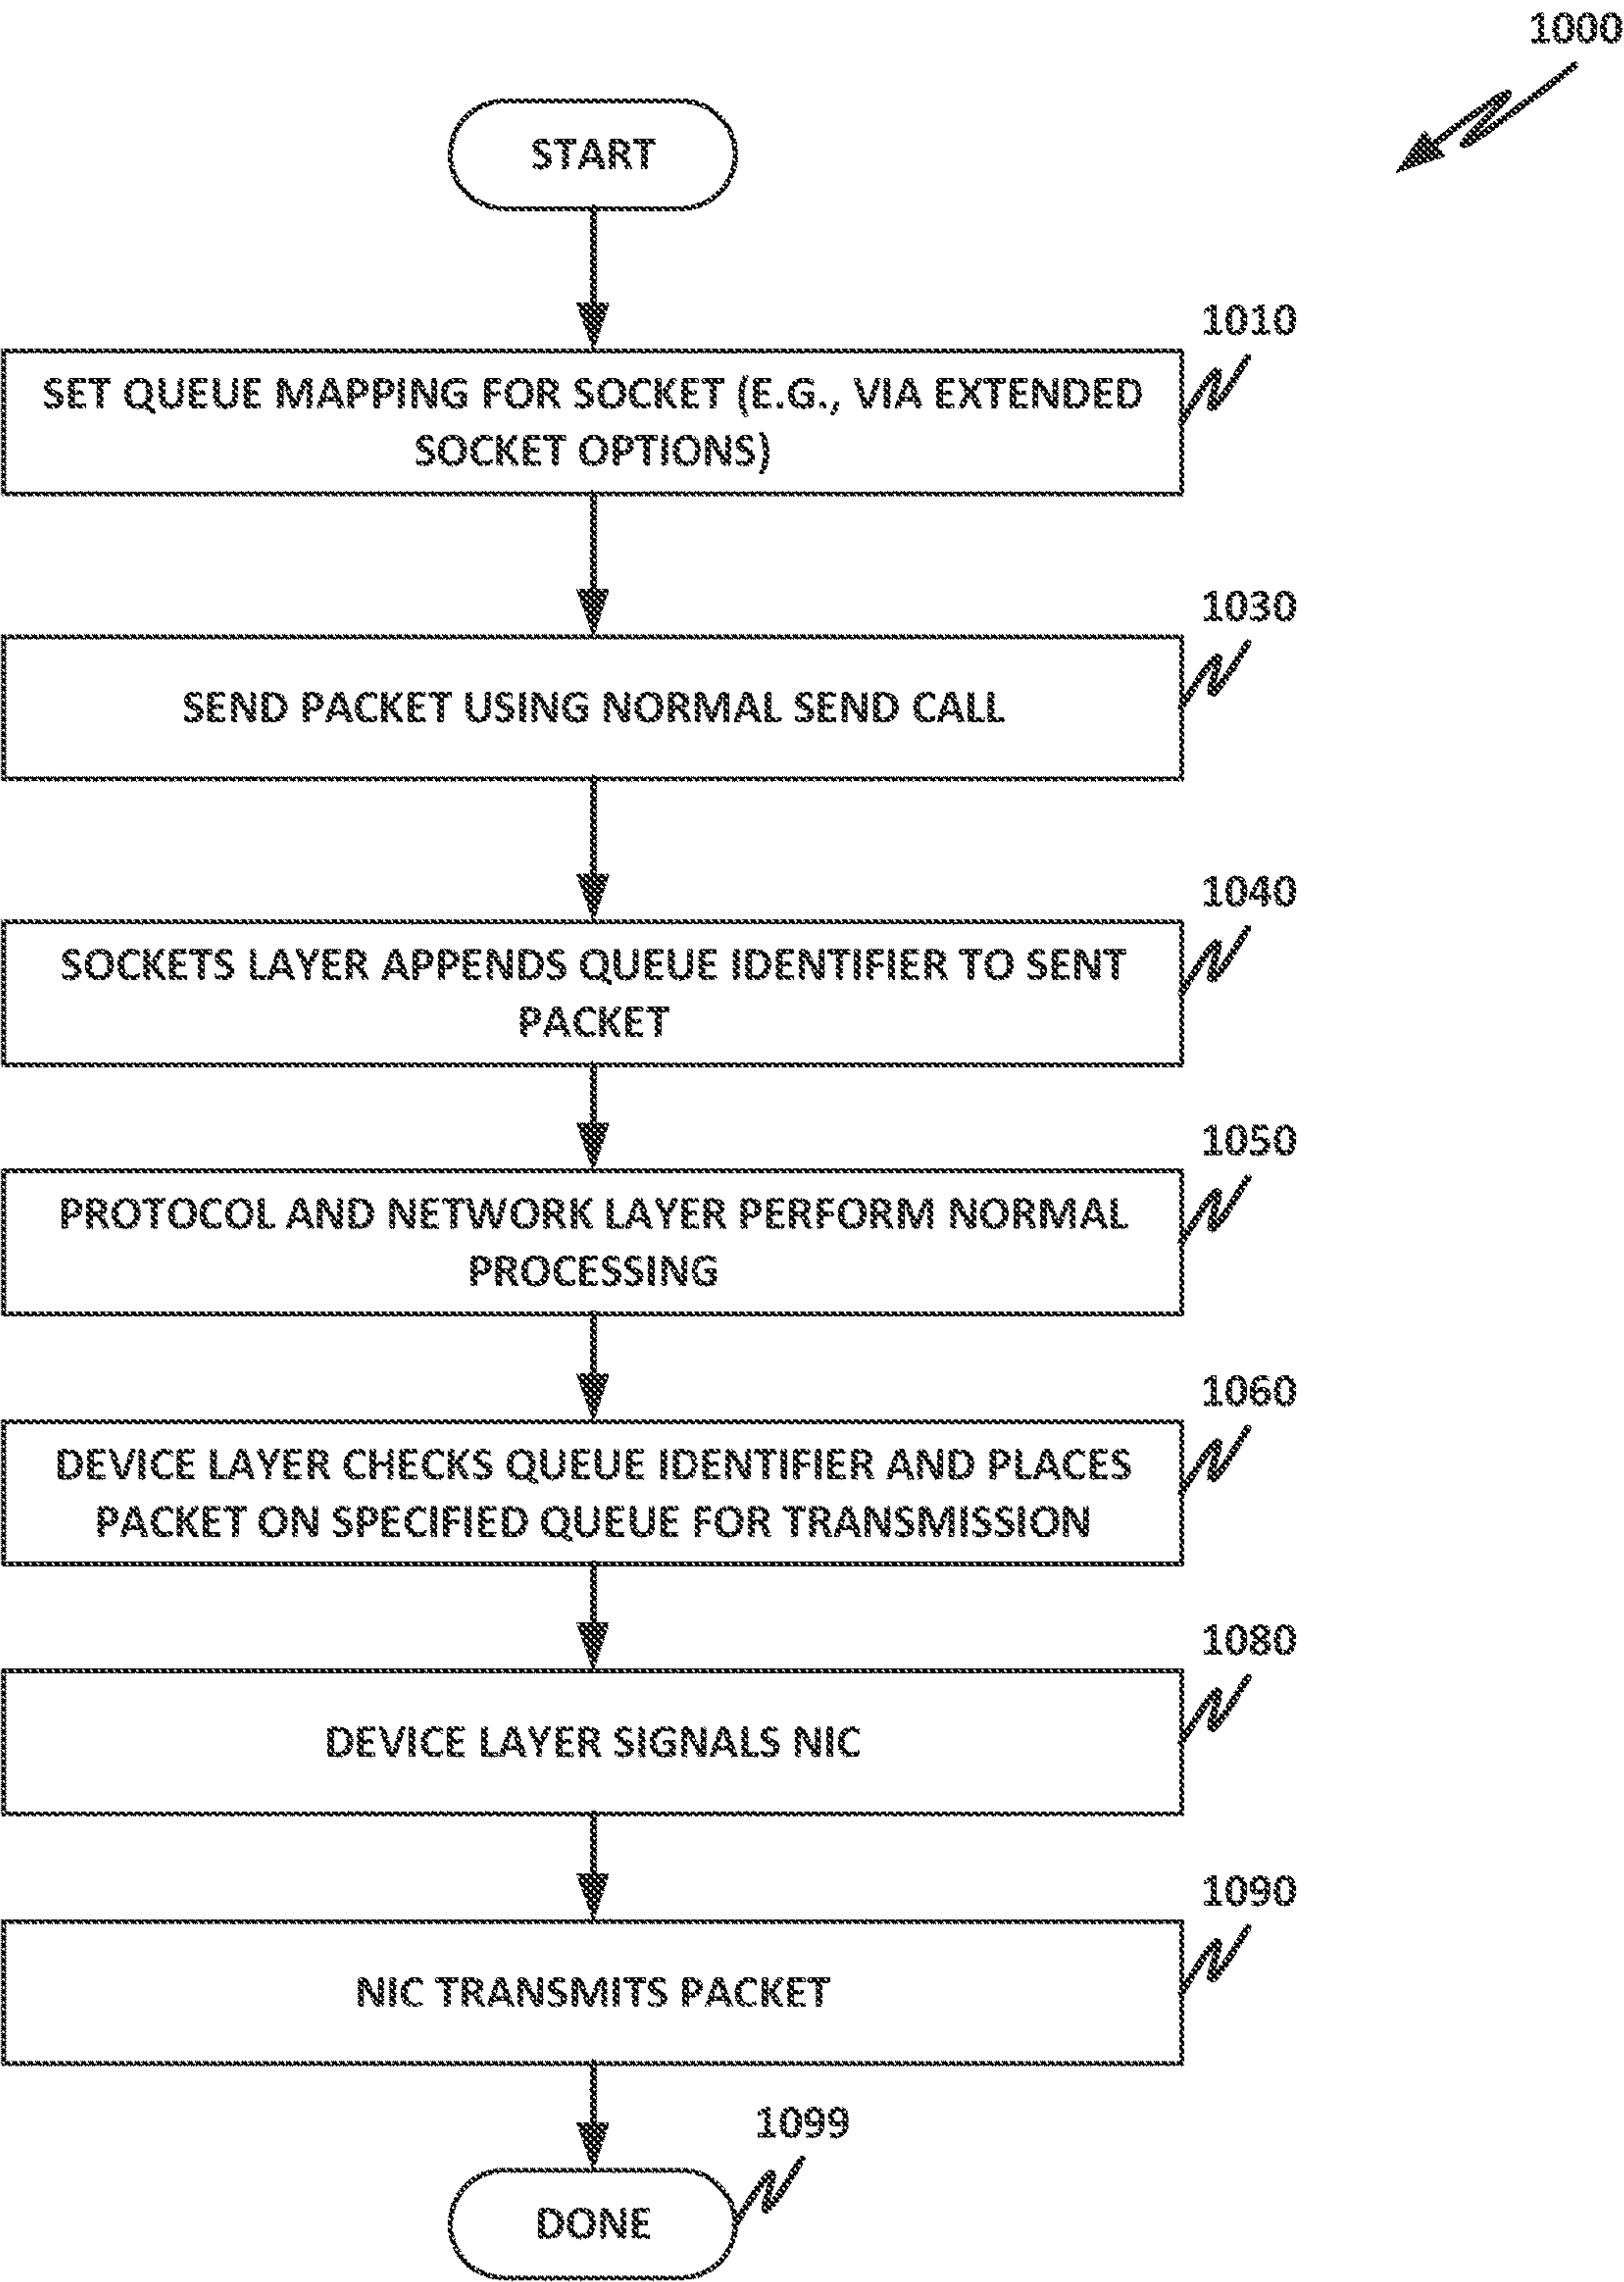 1000
START
1010
SET QUEUE MAPPING FOR SOCKET (E.G., VIA EXTENDED
SOCKET OPTIONS)
1030
SEND PACKET USING NORMAL SEND CALL
1040
SOCKETS LAYER APPENDS QUEUE IDENTIFIER TO SENT
PACKET
1050
PROTOCOL AND NETWORK LAYER PERFORM NORMAL
PROCESSING
1060
DEVICE LAYER CHECKS QUEUE IDENTIFIER AND PLACES
PACKET ON SPECIFIED QUEUE FOR TRANSMISSION
1080
DEVICE LAYER SIGNALS NIC
1090
NIC TRANSMITS PACKET
1099
DONE